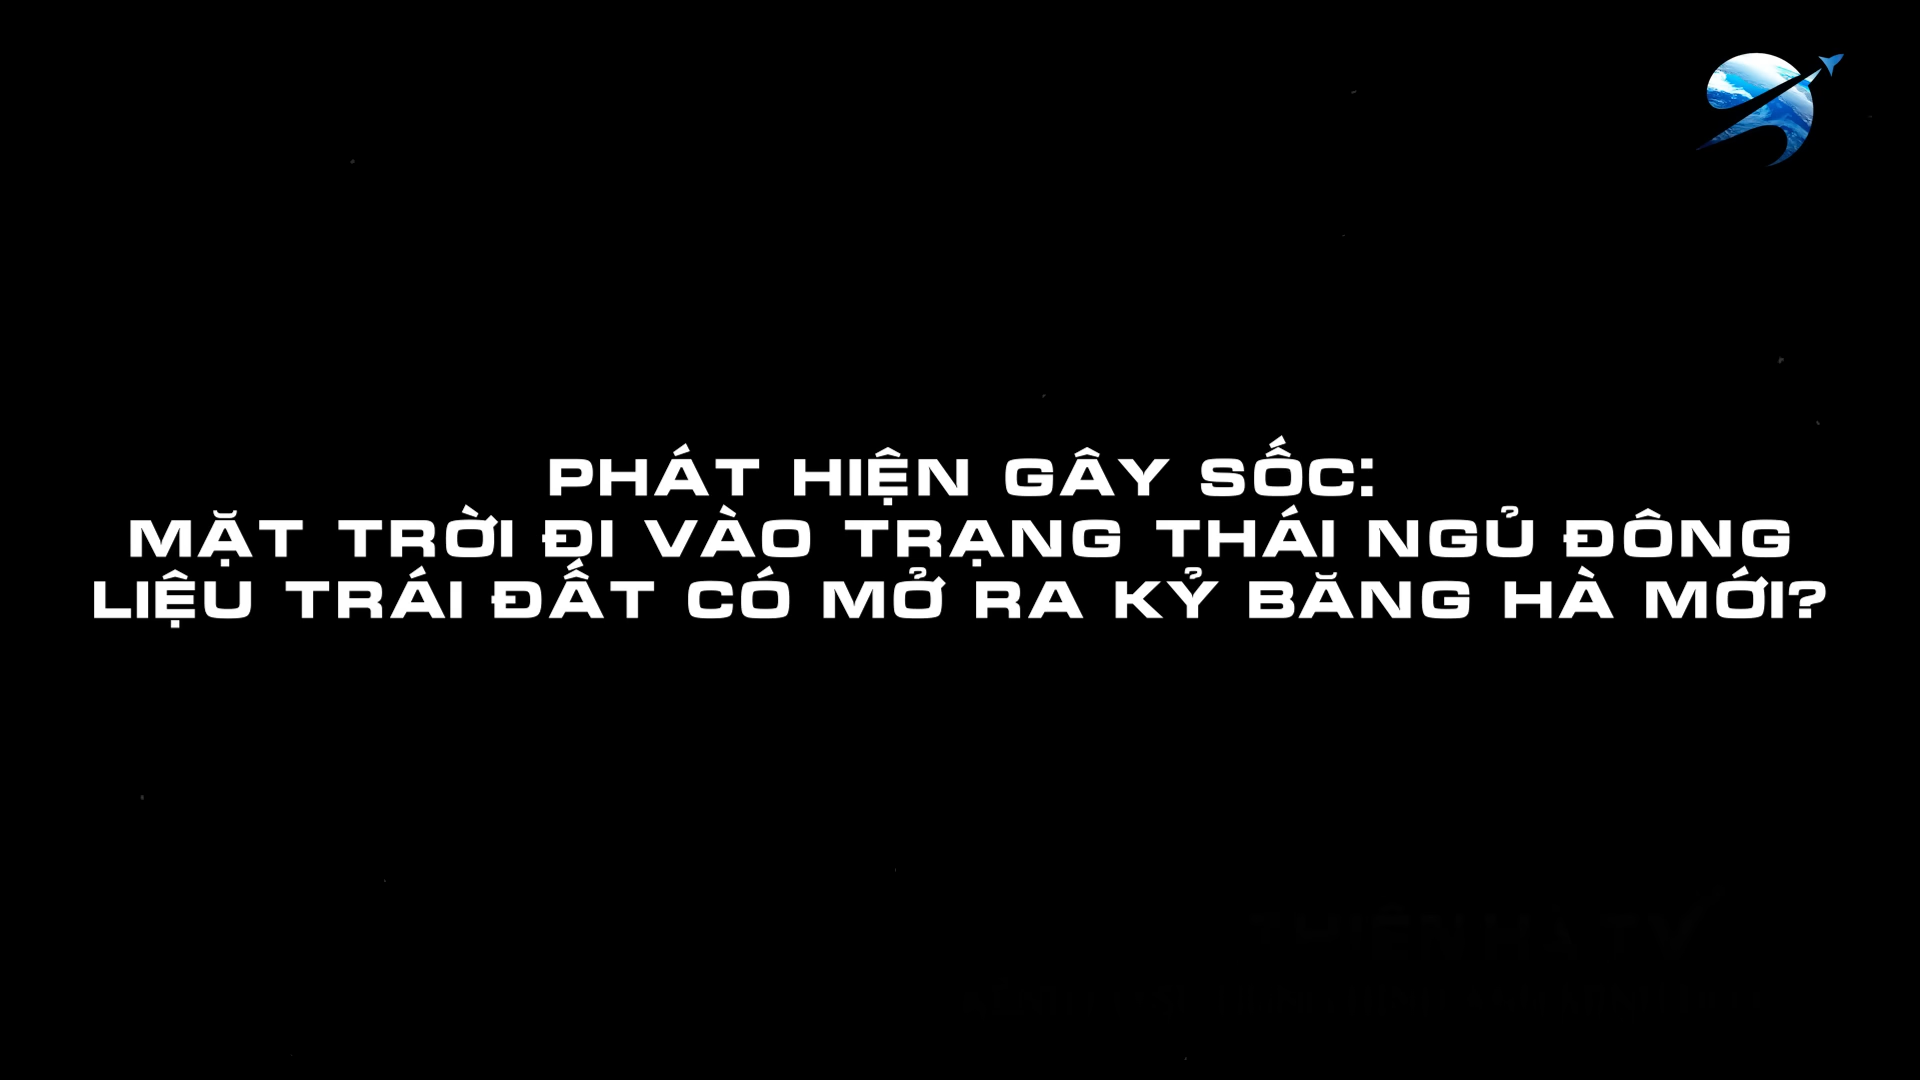 PHÁT HIỆN GÂY SỐC:
MẶT TRỜI ĐI VÀO TRẠNG THÁI NGỦ ĐÔNG
LIỆU TRÁI ĐẤT CÓ MỞ RA KỶ BĂNG HÀ MỚI?